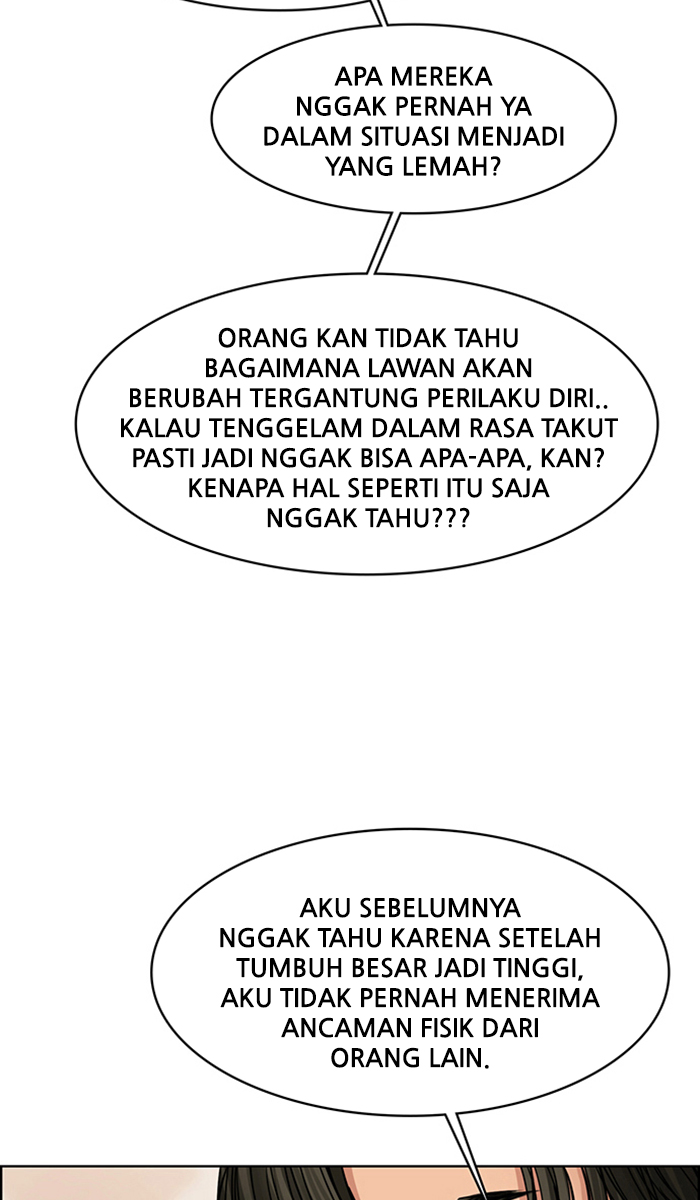 APA MEREKA
NGGAK PERNAH YA
DALAM SITUASI MENJADI
YANG LEMAH?
ORANG KAN TIDAK TAHU
BAGAIMANA LAWAN AKAN
BERUBAH TERGANTUNG PERILAKU DIRI..
KALAU TENGGELAM DALAM RASA TAKUT
PASTI JADI NGGAK BISA APA-APA, KAN?
KENAPA HAL SEPERTI ITU SAJA
NGGAK TAHU???
AKU SEBELUMNYA
NGGAK TAHU KARENA SETELAH
TUMBUH BESAR JADI TINGGI,
AKU TIDAK PERNAH MENERIMA
ANCAMAN FISIK DARI
ORANG LAIN.